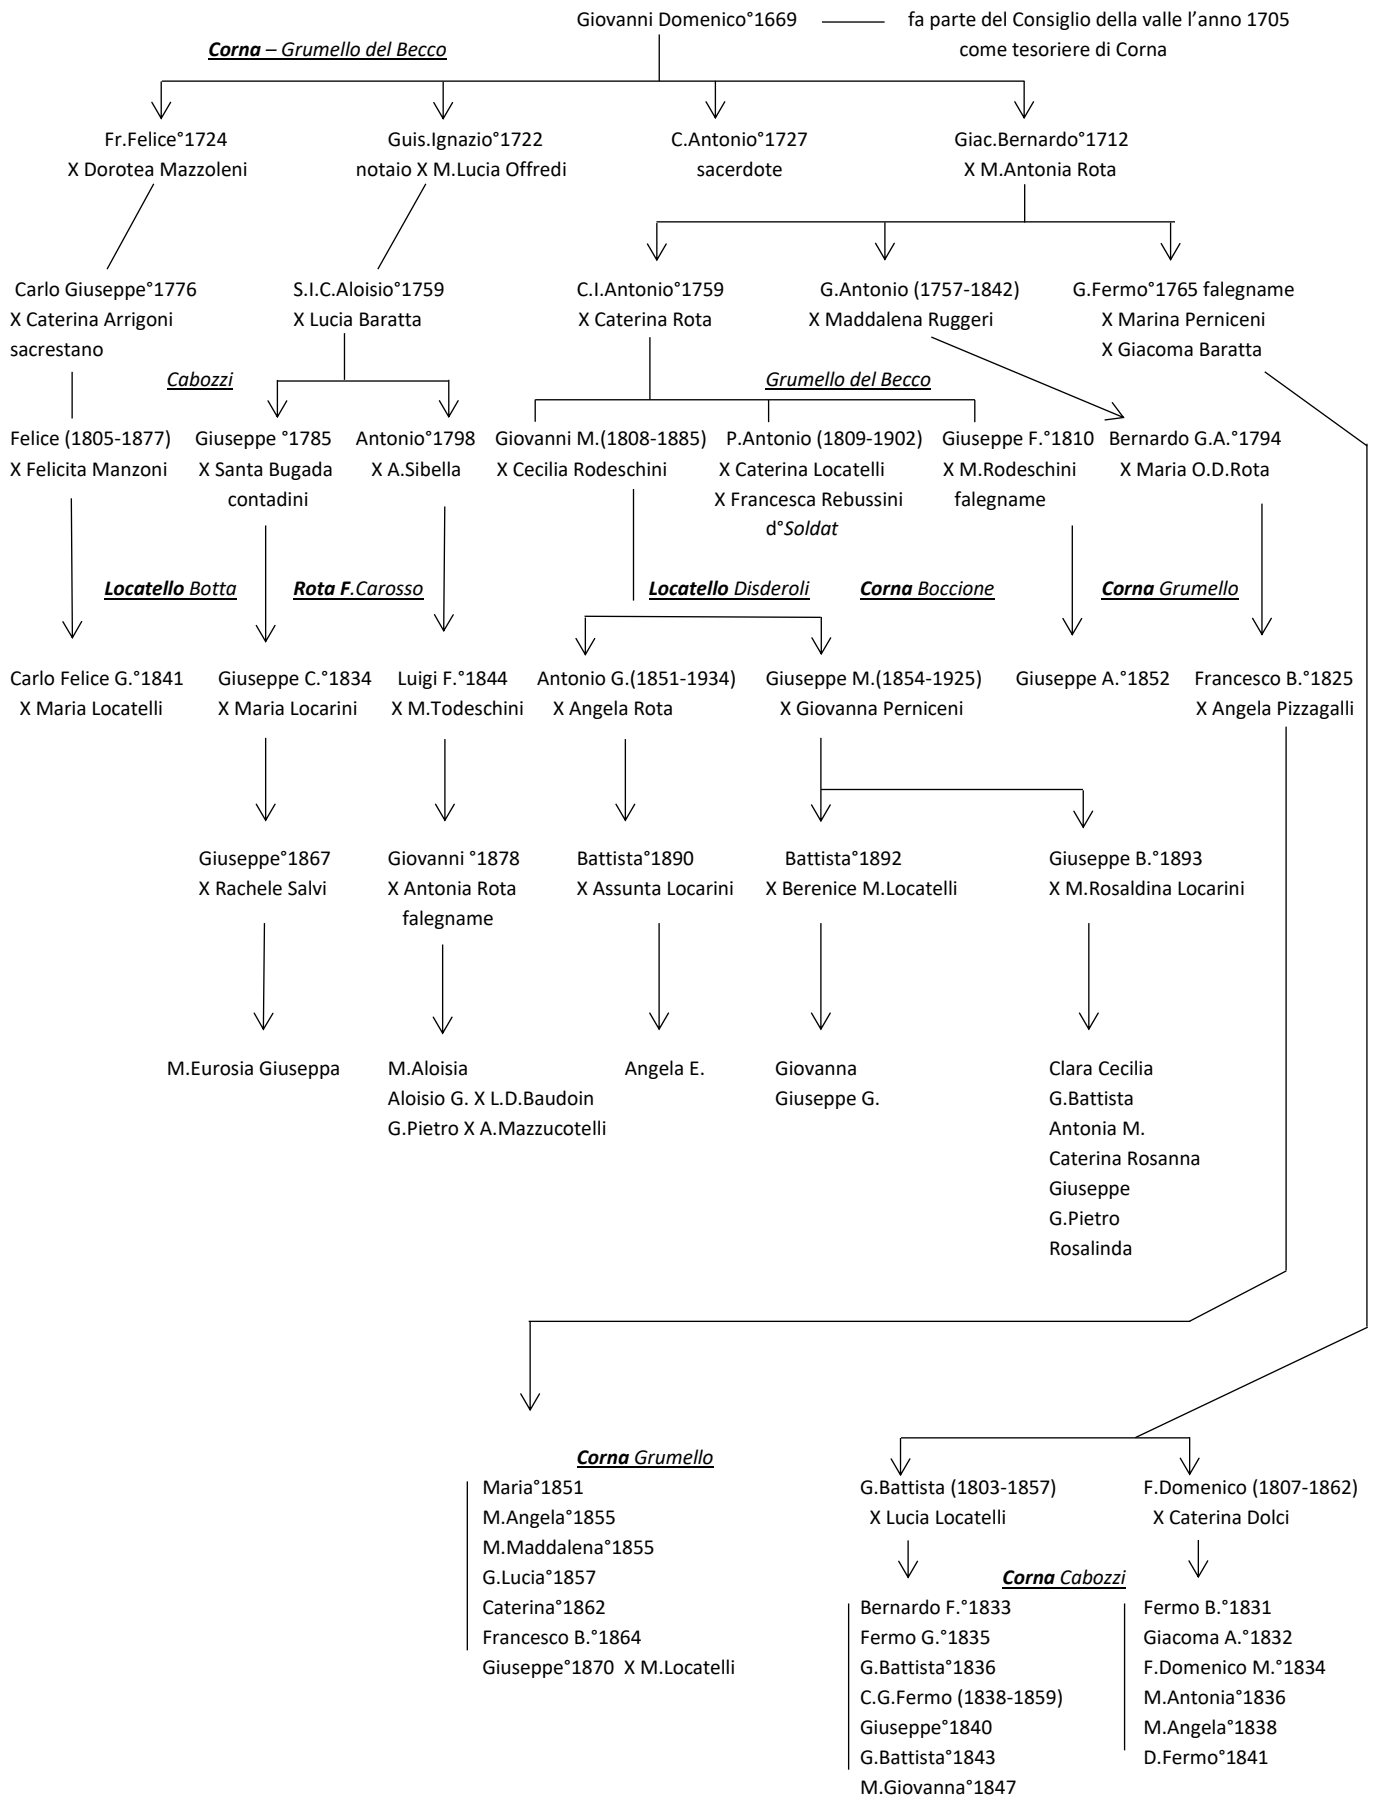 Giovanni Domenico°1669 fa parte del Consiglio della valle l’anno 1705
Corna – Grumello del Becco come tesoriere di Corna
Fr.Felice°1724 Guis.Ignazio°1722 C.Antonio°1727 Giac.Bernardo°1712
X Dorotea Mazzoleni notaio X M.Lucia Offredi sacerdote X M.Antonia Rota
Carlo Giuseppe°1776 S.I.C.Aloisio°1759 C.I.Antonio°1759 G.Antonio (1757-1842) G.Fermo°1765 falegname
X Caterina Arrigoni X Lucia Baratta X Caterina Rota X Maddalena Ruggeri X Marina Perniceni
sacrestano X Giacoma Baratta
Cabozzi Grumello del Becco
Felice (1805-1877) Giuseppe °1785 Antonio°1798 Giovanni M.(1808-1885) P.Antonio (1809-1902) Giuseppe F.°1810 Bernardo G.A.°1794
X Felicita Manzoni X Santa Bugada X A.Sibella X Cecilia Rodeschini X Caterina Locatelli X M.Rodeschini X Maria O.D.Rota
contadini X Francesca Rebussini falegname
d°Soldat
Locatello Botta Rota F.Carosso Locatello Disderoli Corna Boccione Corna Grumello
Carlo Felice G.°1841 Giuseppe C.°1834 Luigi F.°1844 Antonio G.(1851-1934) Giuseppe M.(1854-1925) Giuseppe A.°1852 Francesco B.°1825
X Maria Locatelli X Maria Locarini X M.Todeschini X Angela Rota X Giovanna Perniceni X Angela Pizzagalli
Giuseppe°1867 Giovanni °1878 Battista°1890 Battista°1892 Giuseppe B.°1893
X Rachele Salvi X Antonia Rota X Assunta Locarini X Berenice M.Locatelli X M.Rosaldina Locarini
falegname
M.Eurosia Giuseppa M.Aloisia Angela E. Giovanna Clara Cecilia
Aloisio G. X L.D.Baudoin Giuseppe G. G.Battista
G.Pietro X A.Mazzucotelli Antonia M.
Caterina Rosanna
Giuseppe
G.Pietro
Rosalinda
Corna Grumello
Maria°1851 G.Battista (1803-1857) F.Domenico (1807-1862)
M.Angela°1855 X Lucia Locatelli X Caterina Dolci
M.Maddalena°1855
G.Lucia°1857 Corna Cabozzi
Caterina°1862 Bernardo F.°1833 Fermo B.°1831
Francesco B.°1864 Fermo G.°1835 Giacoma A.°1832
Giuseppe°1870 X M.Locatelli G.Battista°1836 F.Domenico M.°1834
C.G.Fermo (1838-1859) M.Antonia°1836
Giuseppe°1840 M.Angela°1838
G.Battista°1843 D.Fermo°1841
M.Giovanna°1847